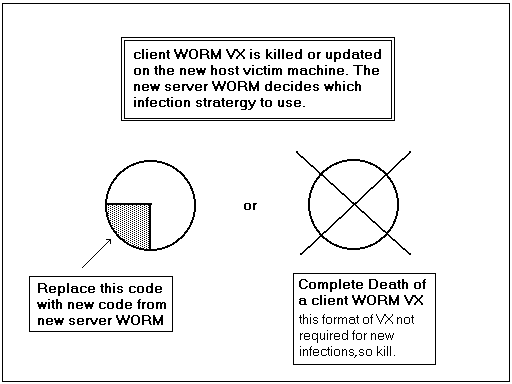 client WORM VX is killed or updated
on the new host victim machine. The
new server WORM decides which
infection stratergy to use.
or
Replace this code
with new code from
new server WORM
Complete Death of
a client WORM VX
this format of VX not
required for new
infections,so kill.